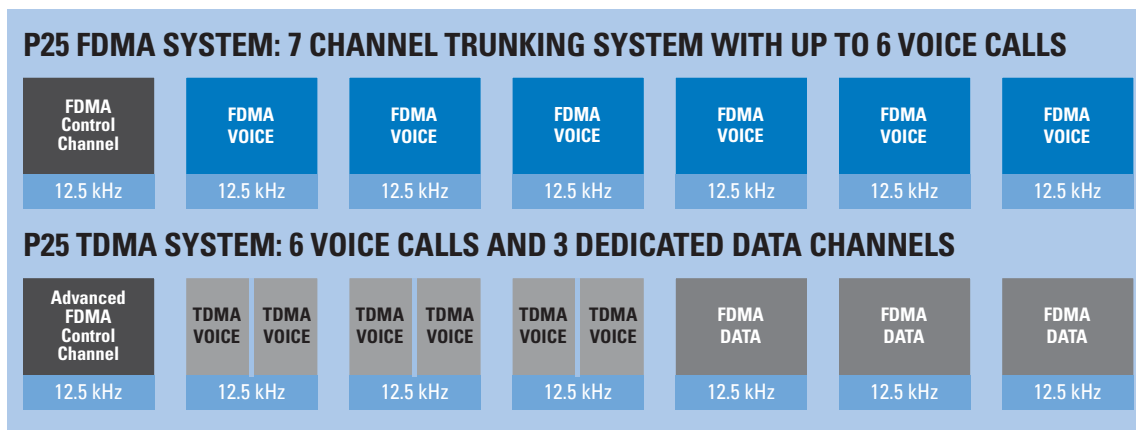 P25 FDMA SYSTEM: 7 CHANNEL TRUNKING SYSTEM WITH UP TO 6 VOICE CALLS
FDMA
Control
Channel
12.5 kHz
FDMA
VOICE
12.5 kHz
FDMA
VOICE
12.5 kHz
FDMA
VOICE
12.5 kHz
FDMA
VOICE
12.5 kHz
FDMA
VOICE
12.5 kHz
FDMA
VOICE
12.5 kHz
P25 TDMA SYSTEM: 6 VOICE CALLS AND 3 DEDICATED DATA CHANNELS
Advanced
FDMA
Control
Channel
12.5 kHz
TDMA
VOICE
TDMA
VOICE
12.5 kHz
TDMA
VOICE
TDMA
VOICE
12.5 kHz
TDMA
VOICE
TDMA
VOICE
12.5 kHz
FDMA
DATA
12.5 kHz
FDMA
DATA
12.5 kHz
FDMA
DATA
12.5 kHz